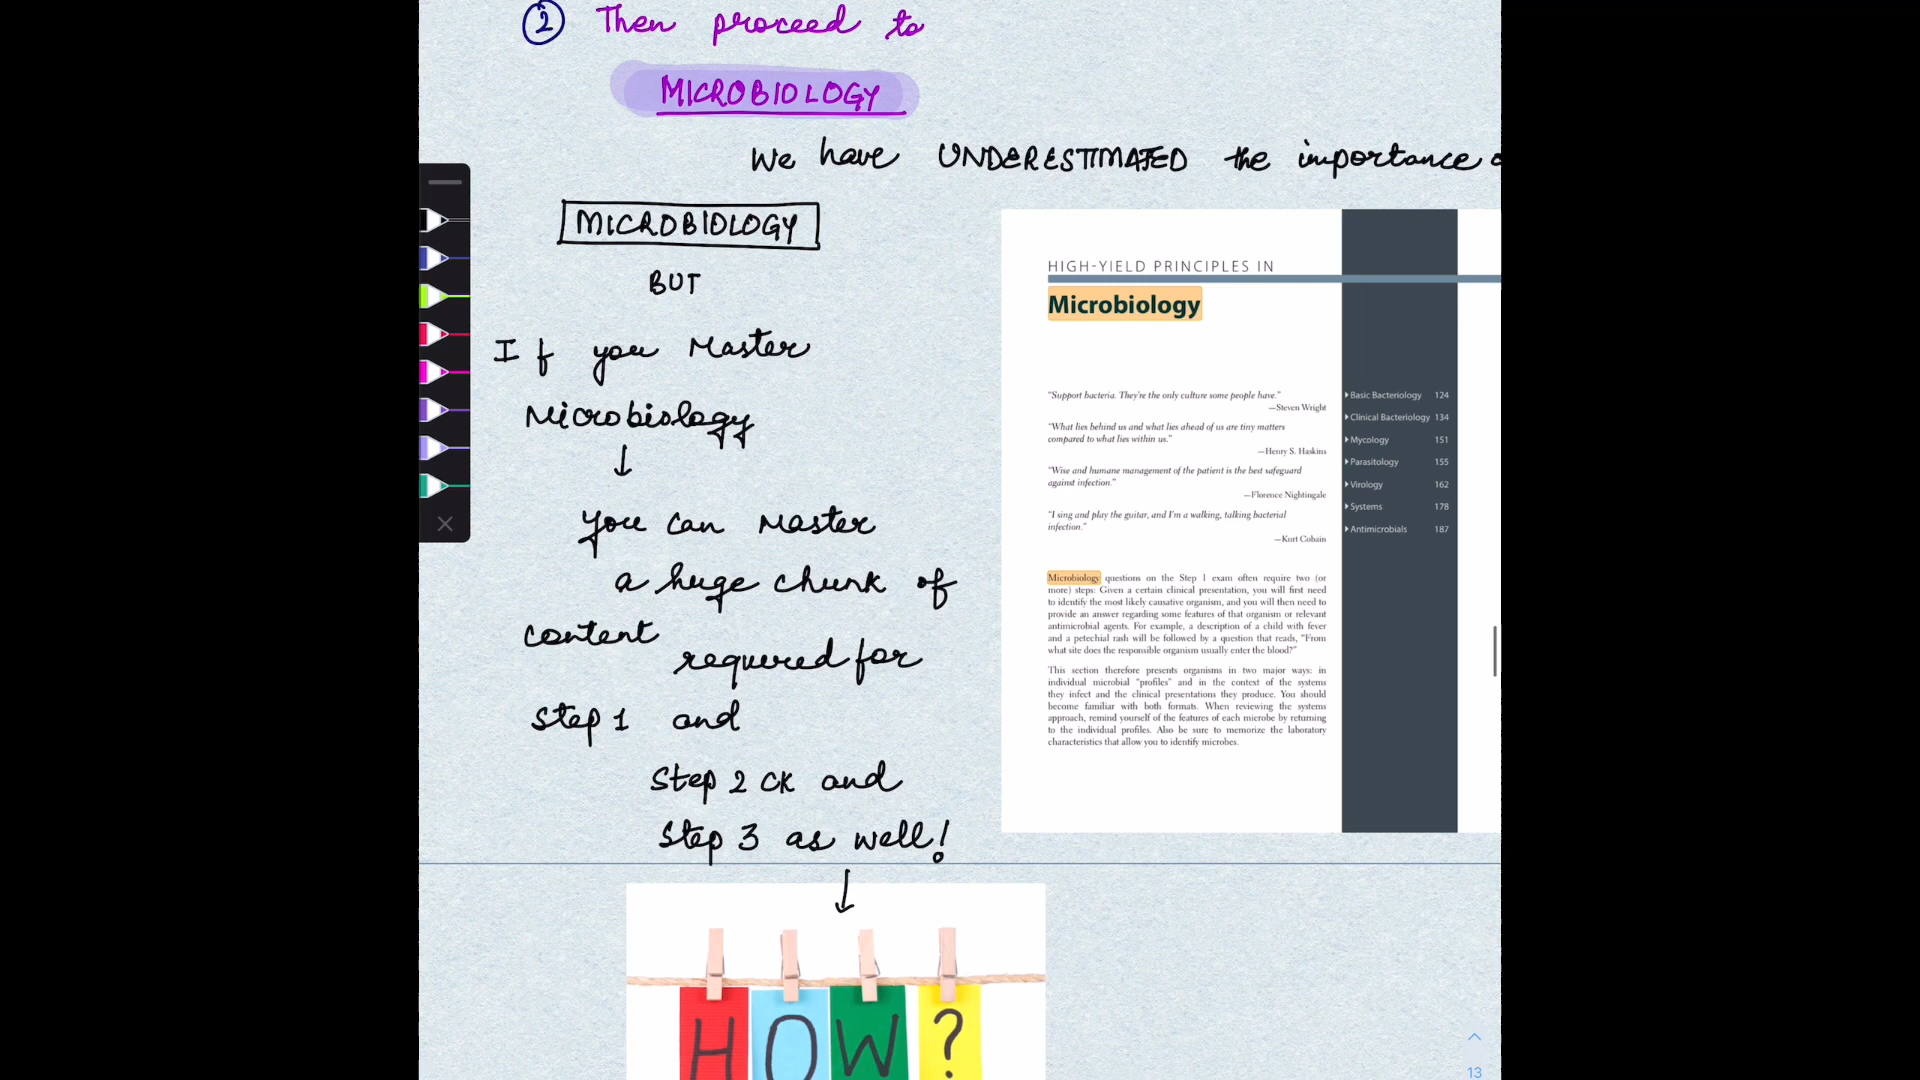 2 Then proceed to
MICROBIOLOGY
We have UNDERESTIMATED the importance
MICROBIOLOGY
BUT
If you Master
Microbiology
↓
You can Master
a huge chunk of
content
required for
Step 1 and
Step 2 CK and
Step 3 as well!
↓
HOW?
HIGH-YIELD PRINCIPLES IN
Microbiology
"Support bacteria. They're the only culture some people have."
—Steven Wright
"What lies behind us and what lies ahead of us are tiny matters
compared to what lies within us."
—Henry S. Haskins
"Wise and humane management of the patient is the best safeguard
against infection."
—Florence Nightingale
"I sing and play the guitar, and I'm a walking, talking bacterial
infection."
—Kurt Cobain
Microbiology questions on the Step 1 exam often require two (or
more) steps: Given a certain clinical presentation, you will first need
to identify the most likely causative organism, and you will then need to
provide an answer regarding some features of that organism or relevant
antimicrobial agents. For example, a description of a child with fever
and a petechial rash will be followed by a question that reads, "From
what site does the responsible organism usually enter the blood?"
This section therefore presents organisms in two major ways: in
individual microbial "profiles" and in the context of the systems
they infect and the clinical presentations they produce. You should
become familiar with both formats. When reviewing the systems
approach, remind yourself of the features of each microbe by returning
to the individual profiles. Also be sure to memorize the laboratory
characteristics that allow you to identify microbes.
Basic Bacteriology 124
Clinical Bacteriology 134
Mycology 151
Parasitology 155
Virology 162
Systems 178
Antimicrobials 187
13